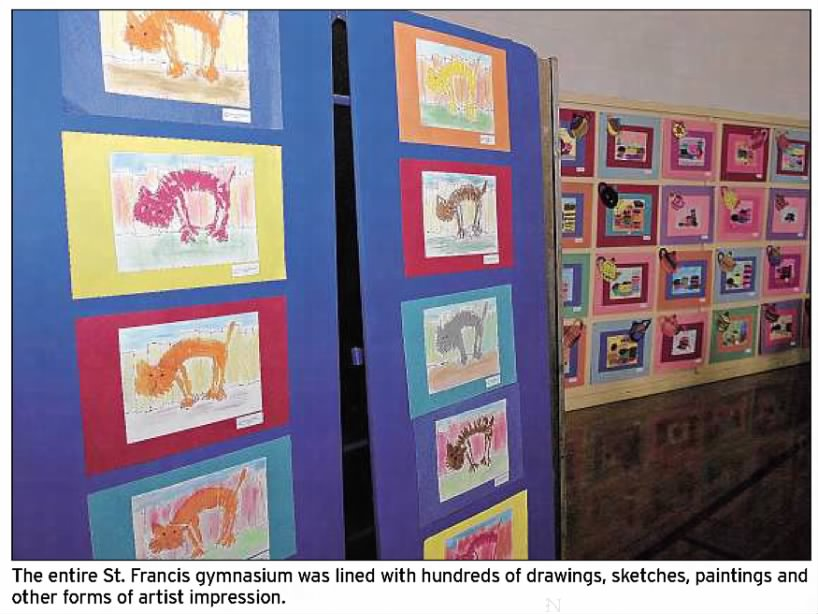 The entire St. Francis gymnasium was lined with hundreds of drawings, sketches, paintings and
other forms of artist impression.